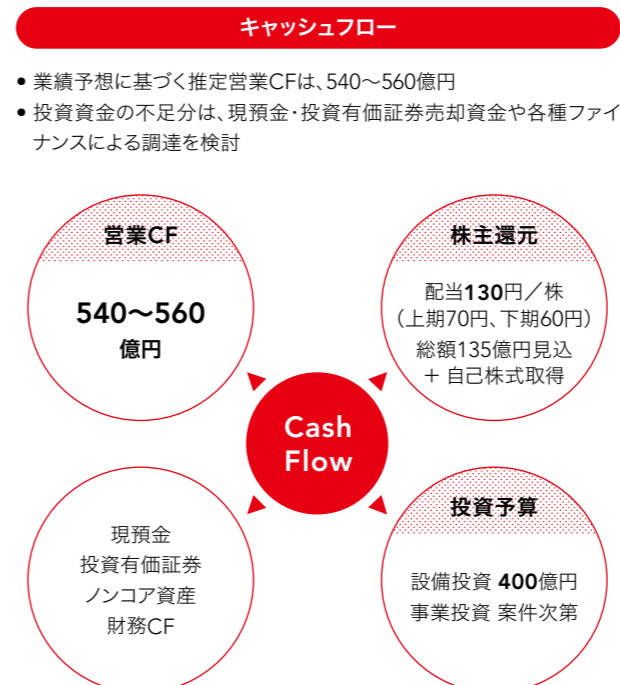 キャッシュフロー
• 業績予想に基づく推定営業CFは、540〜560億円
• 投資資金の不足分は、現預金・投資有価証券売却資金や各種ファイ
ナンスによる調達を検討
営業CF
540〜560
億円
株主還元
配当130円／株
（上期70円、下期60円）
総額135億円見込
＋ 自己株式取得
Cash
Flow
現預金
投資有価証券
ノンコア資産
財務CF
投資予算
設備投資 400億円
事業投資 案件次第